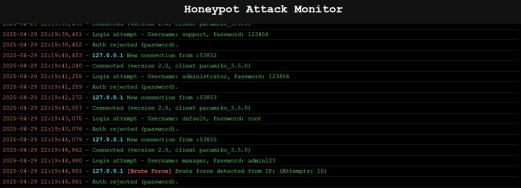 Honeypot Attack Monitor
2025-04-29 22:19:39,451 - Login attempt - Username: support, Password: 123456
2025-04-29 22:19:39,452 - Auth rejected (password).
2025-04-29 22:19:40,453 - 127.0.0.1 New connection from :53852
2025-04-29 22:19:41,240 - Connected (version 2.0, client paramiko_3.5.0)
2025-04-29 22:19:41,258 - Login attempt - Username: administrator, Password: 123456
2025-04-29 22:19:41,259 - Auth rejected (password).
2025-04-29 22:19:42,272 - 127.0.0.1 New connection from :53853
2025-04-29 22:19:43,057 - Connected (version 2.0, client paramiko_3.5.0)
2025-04-29 22:19:43,075 - Login attempt - Username: default, Password: root
2025-04-29 22:19:43,076 - Auth rejected (password).
2025-04-29 22:19:46,079 - 127.0.0.1 New connection from :53855
2025-04-29 22:19:46,862 - Connected (version 2.0, client paramiko_3.5.0)
2025-04-29 22:19:46,880 - Login attempt - Username: manager, Password: admin123
2025-04-29 22:19:46,881 - 127.0.0.1 [Brute Force] Brute force detected from IP: (Attempts: 10)
2025-04-29 22:19:46,881 - Auth rejected (password).